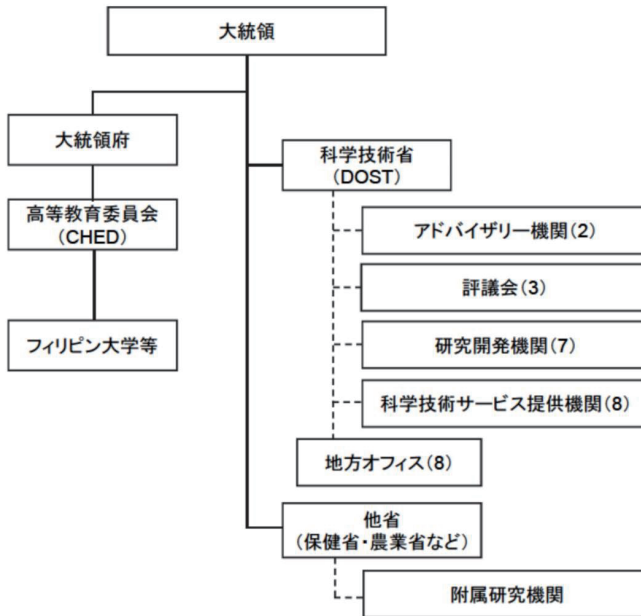 大統領
大統領府
高等教育委員会
(CHED)
フィリピン大学等
科学技術省
(DOST)
アドバイザリー機関(2)
評議会(3)
研究開発機関(7)
科学技術サービス提供機関(8)
地方オフィス(8)
他省
(保健省・農業省など)
附属研究機関